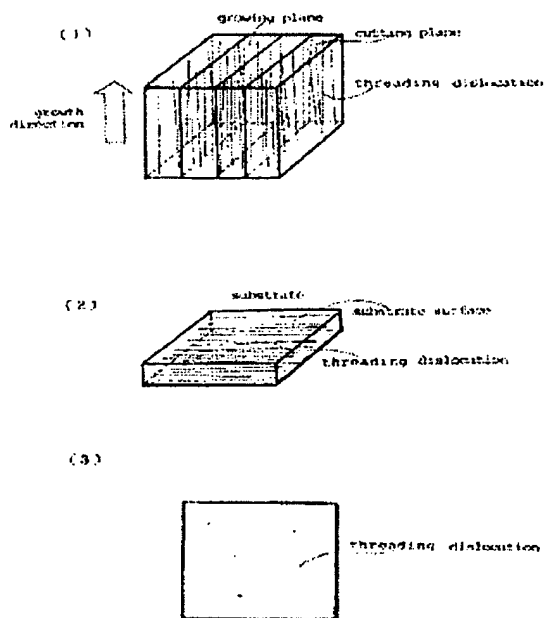 growing plane
(1)
cutting plane
threading dislocation
growth
direction
(2)
substrate
substrate surface
threading dislocation
(3)
threading dislocation